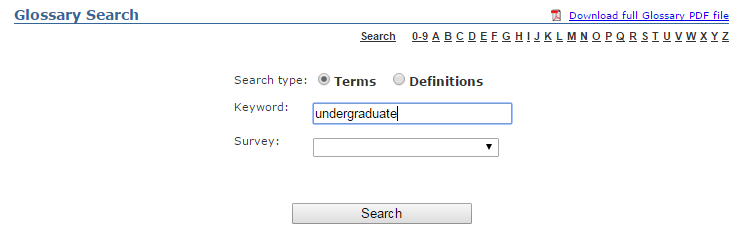 Glossary Search Download full Glossary PDF file
Search 0-9 A B C D E F G H I J K L M N O P Q R S T U V W X Y Z
Search type: Terms Definitions
Keyword: undergraduate
Survey:
Search